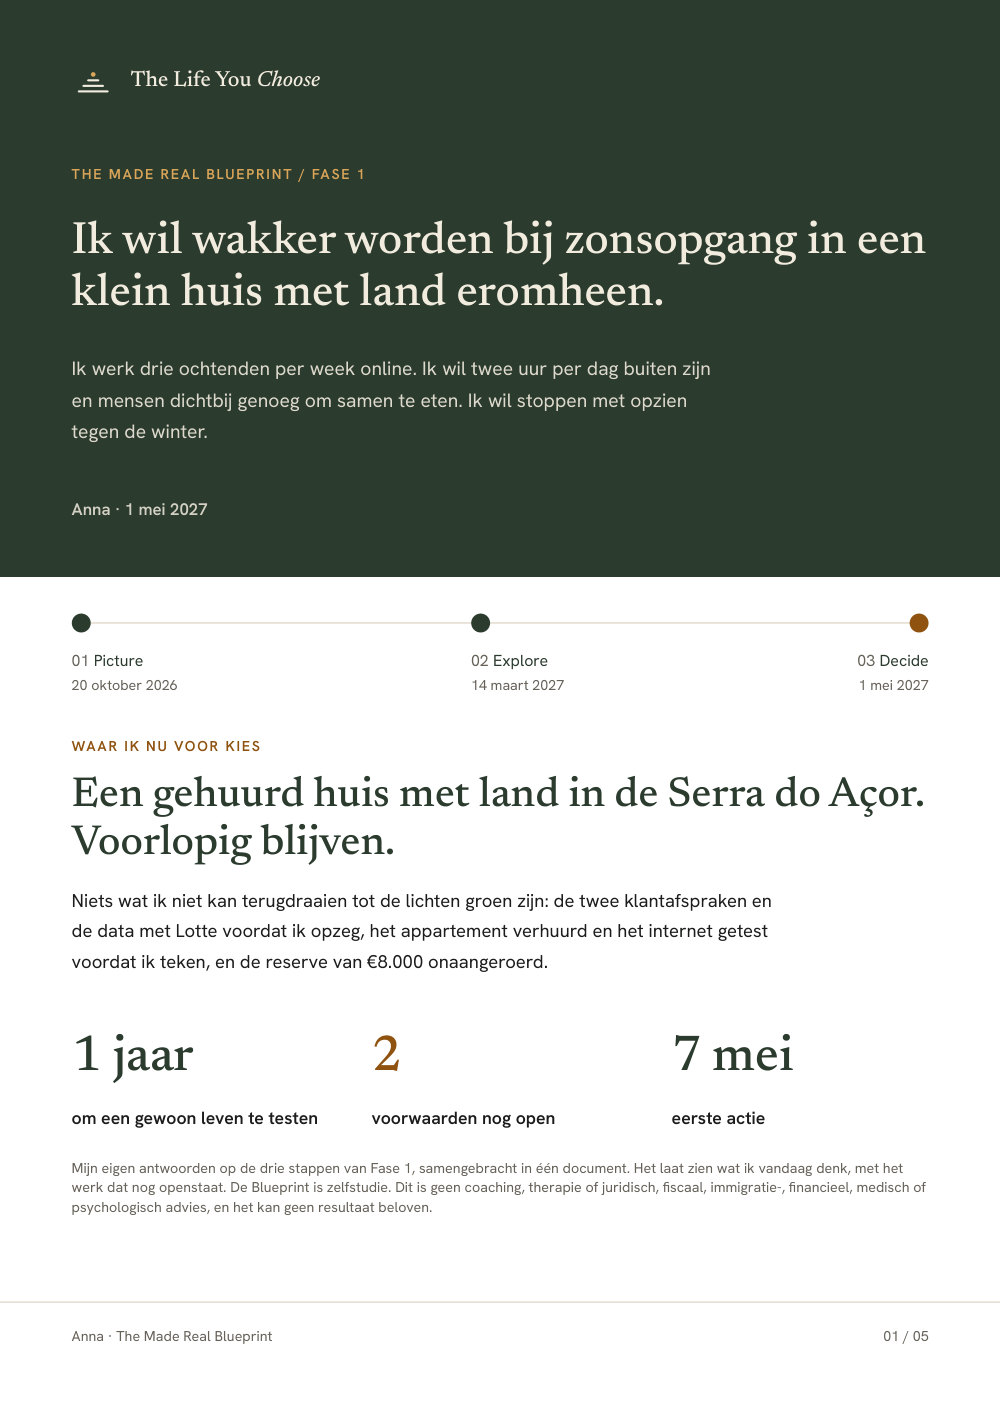 The Life You Choose
THE MADE REAL BLUEPRINT / FASE 1
Ik wil wakker worden bij zonsopgang in een
klein huis met land eromheen.
Ik werk drie ochtenden per week online. Ik wil twee uur per dag buiten zijn
en mensen dichtbij genoeg om samen te eten. Ik wil stoppen met opzien
tegen de winter.
Anna · 1 mei 2027
01 Picture
20 oktober 2026
02 Explore
14 maart 2027
03 Decide
1 mei 2027
WAAR IK NU VOOR KIES
Een gehuurd huis met land in de Serra do Açor.
Voorlopig blijven.
Niets wat ik niet kan terugdraaien tot de lichten groen zijn: de twee klantafspraken en
de data met Lotte voordat ik opzeg, het appartement verhuurd en het internet getest
voordat ik teken, en de reserve van €8.000 onaangeroerd.
1 jaar
om een gewoon leven te testen
2
voorwaarden nog open
7 mei
eerste actie
Mijn eigen antwoorden op de drie stappen van Fase 1, samengebracht in één document. Het laat zien wat ik vandaag denk, met het
werk dat nog openstaat. De Blueprint is zelfstudie. Dit is geen coaching, therapie of juridisch, fiscaal, immigratie-, financieel, medisch of
psychologisch advies, en het kan geen resultaat beloven.
Anna · The Made Real Blueprint
01 / 05